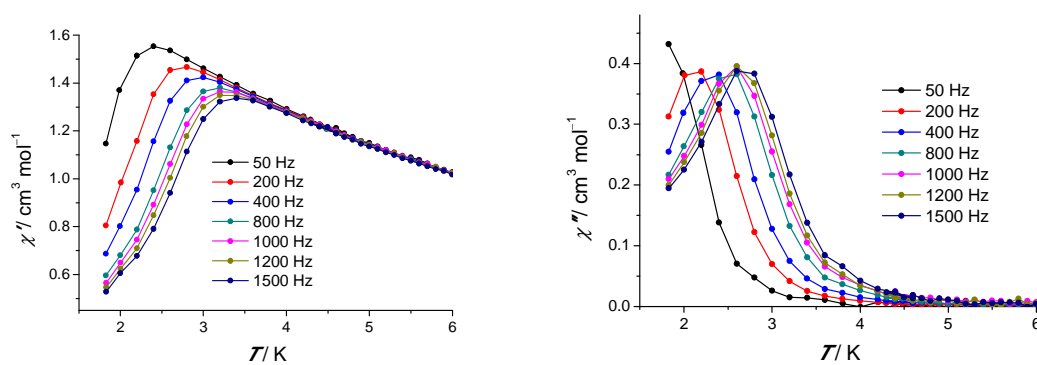 χ'/ cm³ mol⁻¹
1.6
1.4
1.2
1.0
0.8
0.6
50 Hz
200 Hz
400 Hz
800 Hz
1000 Hz
1200 Hz
1500 Hz
2 3 4 5 6
T / K
χ"/ cm³ mol⁻¹
0.4
0.3
0.2
0.1
0.0
50 Hz
200 Hz
400 Hz
800 Hz
1000 Hz
1200 Hz
1500 Hz
2 3 4 5 6
T / K